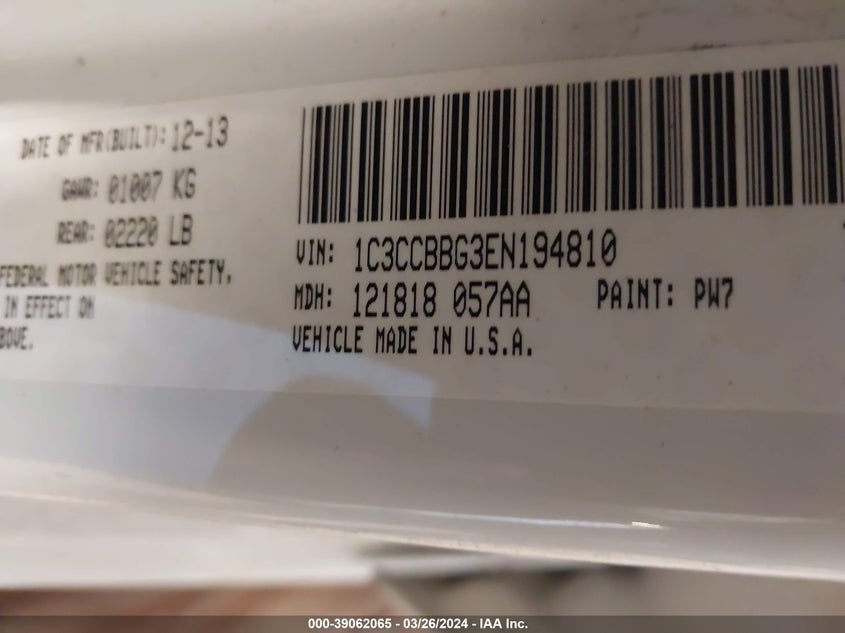 DATE OF MFR(BUILT): 12-13
GAWR: 01007 KG
REAR: 02220 LB
FEDERAL MOTOR VEHICLE SAFETY,
IN EFFECT ON
BOVE.
VIN: 1C3CCBBG3EN194810
MDH: 121818 057AA PAINT: PW7
VEHICLE MADE IN U.S.A.
000-39062065 - 03/26/2024 - IAA Inc.